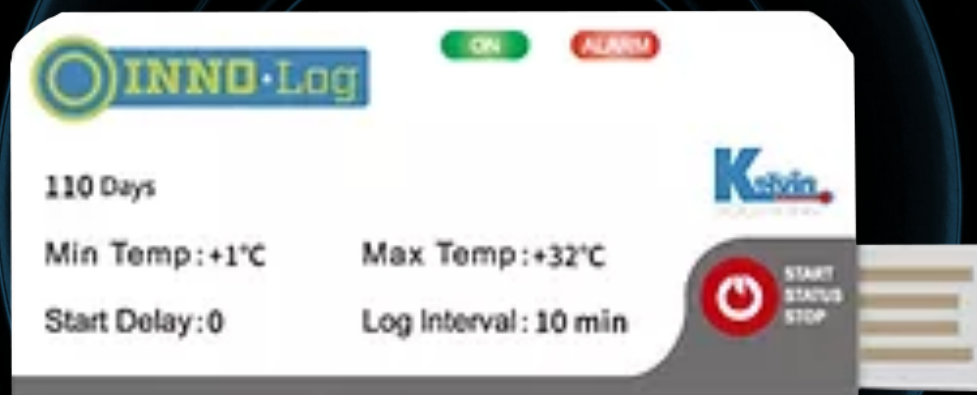 ON
ALARM
INNO·Log
110 Days
Kelvin
Min Temp:+1°C
Max Temp:+32°C
Start Delay:0
Log Interval: 10 min
START
STATUS
STOP